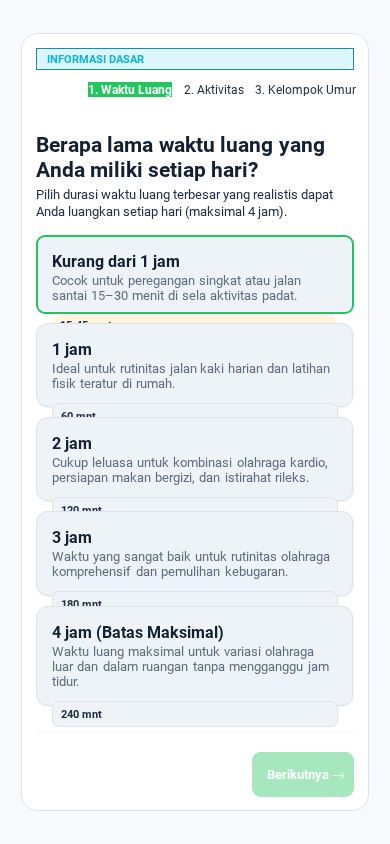 INFORMASI DASAR
1. Waktu Luang 2. Aktivitas 3. Kelompok Umur
Berapa lama waktu luang yang
Anda miliki setiap hari?
Pilih durasi waktu luang terbesar yang realistis dapat
Anda luangkan setiap hari (maksimal 4 jam).
Kurang dari 1 jam
Cocok untuk peregangan singkat atau jalan
santai 15–30 menit di sela aktivitas padat.
1 jam
Ideal untuk rutinitas jalan kaki harian dan latihan
fisik teratur di rumah.
60 mnt
2 jam
Cukup leluasa untuk kombinasi olahraga kardio,
persiapan makan bergizi, dan istirahat rileks.
120 mnt
3 jam
Waktu yang sangat baik untuk rutinitas olahraga
komprehensif dan pemulihan kebugaran.
180 mnt
4 jam (Batas Maksimal)
Waktu luang maksimal untuk variasi olahraga
luar dan dalam ruangan tanpa mengganggu jam
tidur.
240 mnt
Berikutnya →